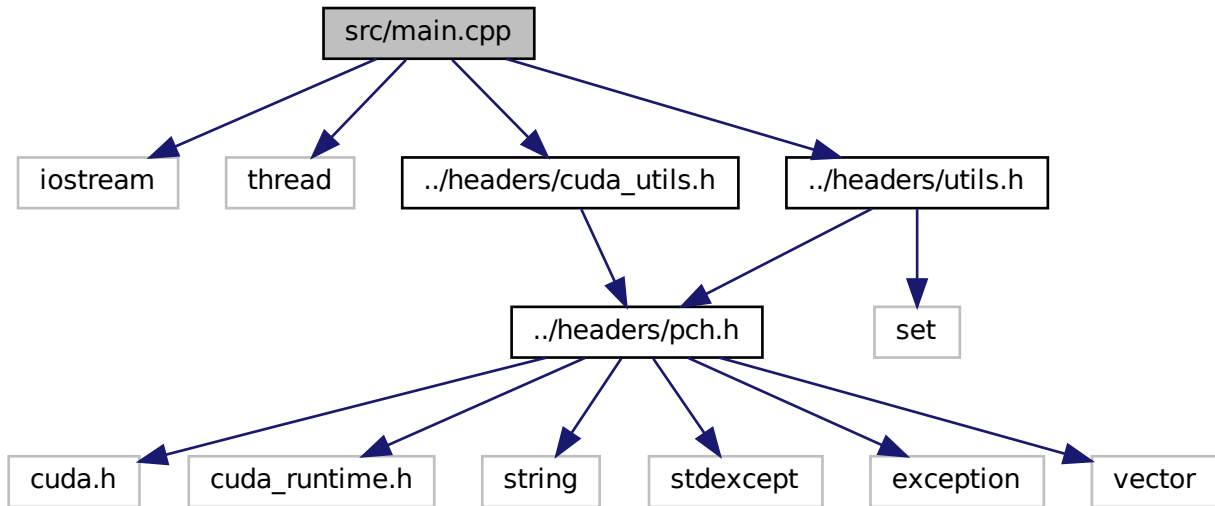 src/main.cpp
iostream
thread
../headers/cuda_utils.h
../headers/utils.h
../headers/pch.h
set
cuda.h
cuda_runtime.h
string
stdexcept
exception
vector